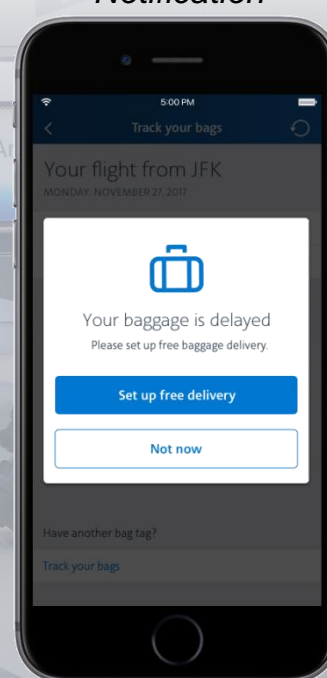 Notification
5:00 PM
Track your bags
Your flight from JFK
MONDAY, NOVEMBER 27, 2017
Your baggage is delayed
Please set up free baggage delivery.
Set up free delivery
Not now
Have another bag tag?
Track your bags